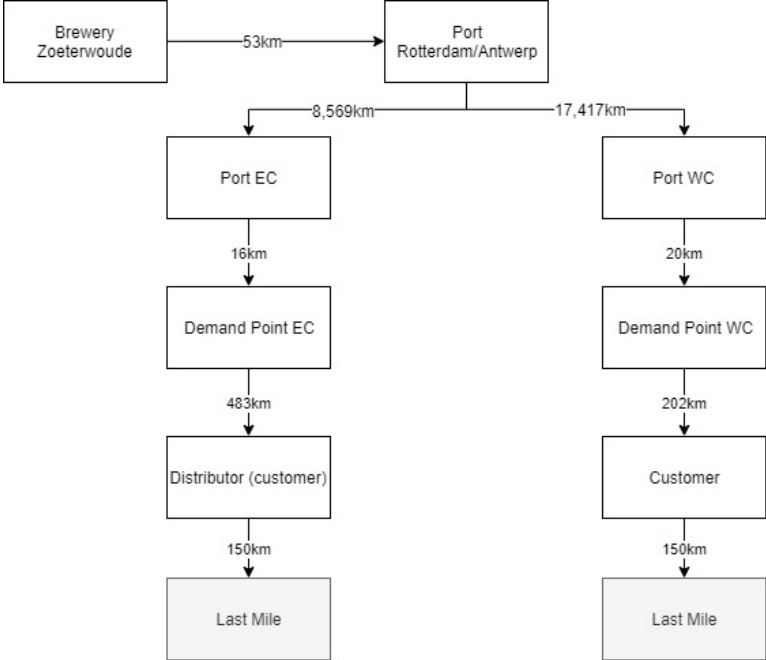 Brewery
Zoeterwoude
53km
Port
Rotterdam/Antwerp
8,569km
17,417km
Port EC
Port WC
16km
20km
Demand Point EC
Demand Point WC
483km
202km
Distributor (customer)
Customer
150km
150km
Last Mile
Last Mile